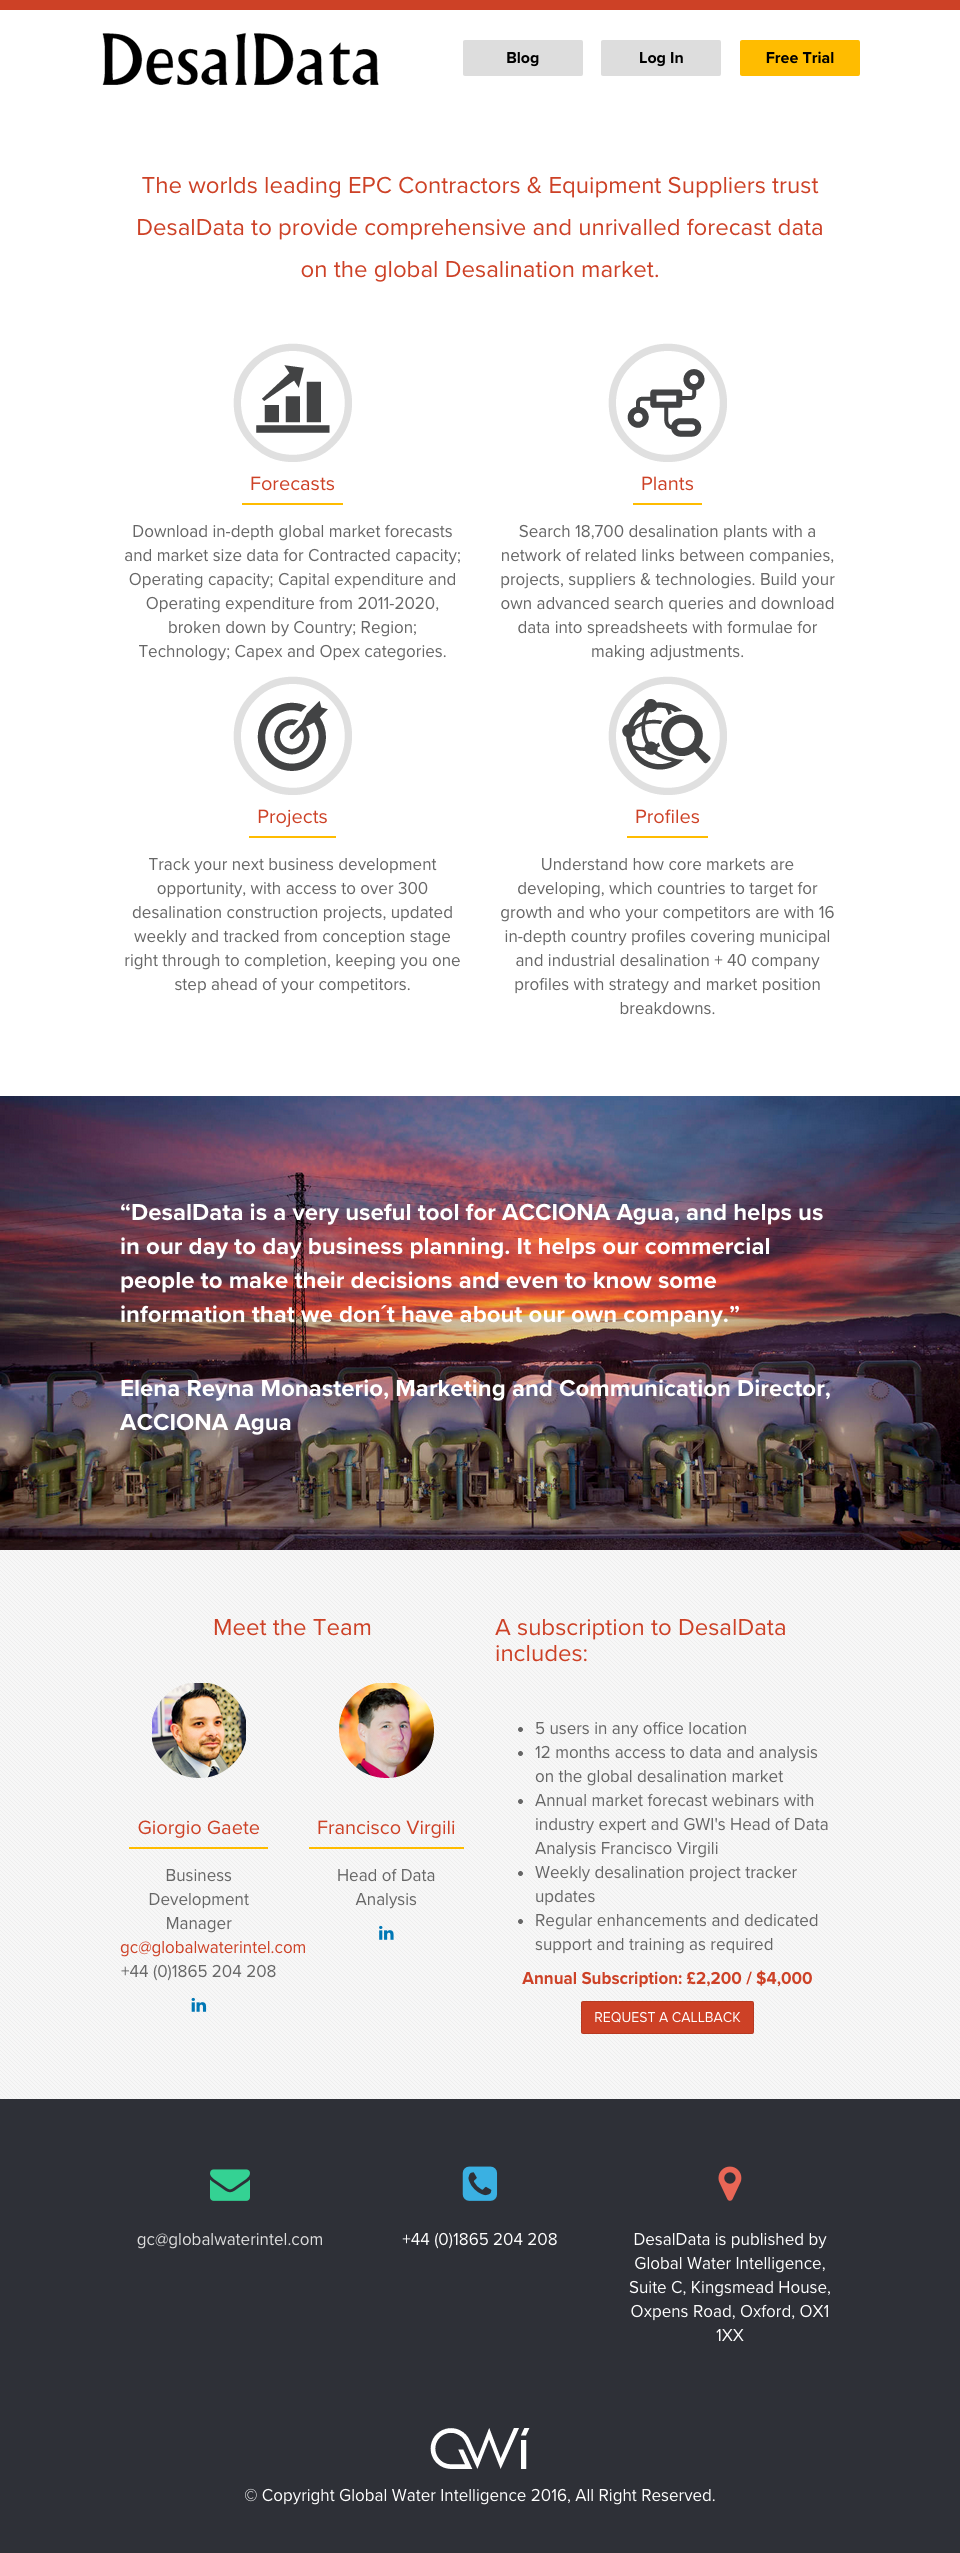 DesalData
Blog
Log In
Free Trial
The worlds leading EPC Contractors & Equipment Suppliers trust
DesalData to provide comprehensive and unrivalled forecast data
on the global Desalination market.
Forecasts
Download in-depth global market forecasts
and market size data for Contracted capacity;
Operating capacity; Capital expenditure and
Operating expenditure from 2011-2020,
broken down by Country; Region;
Technology; Capex and Opex categories.
Plants
Search 18,700 desalination plants with a
network of related links between companies,
projects, suppliers & technologies. Build your
own advanced search queries and download
data into spreadsheets with formulae for
making adjustments.
Projects
Track your next business development
opportunity, with access to over 300
desalination construction projects, updated
weekly and tracked from conception stage
right through to completion, keeping you one
step ahead of your competitors.
Profiles
Understand how core markets are
developing, which countries to target for
growth and who your competitors are with 16
in-depth country profiles covering municipal
and industrial desalination + 40 company
profiles with strategy and market position
breakdowns.
“DesalData is a very useful tool for ACCIONA Agua, and helps us
in our day to day business planning. It helps our commercial
people to make their decisions and even to know some
information that we don´t have about our own company.”
Elena Reyna Monasterio, Marketing and Communication Director,
ACCIONA Agua
Meet the Team
Giorgio Gaete
Business
Development
Manager
gc@globalwaterintel.com
+44 (0)1865 204 208
in
Francisco Virgili
Head of Data
Analysis
in
A subscription to DesalData
includes:
• 5 users in any office location
• 12 months access to data and analysis
on the global desalination market
• Annual market forecast webinars with
industry expert and GWI's Head of Data
Analysis Francisco Virgili
• Weekly desalination project tracker
updates
• Regular enhancements and dedicated
support and training as required
Annual Subscription: £2,200 / $4,000
REQUEST A CALLBACK
gc@globalwaterintel.com
+44 (0)1865 204 208
DesalData is published by
Global Water Intelligence,
Suite C, Kingsmead House,
Oxpens Road, Oxford, OX1
1XX
GWi
© Copyright Global Water Intelligence 2016, All Right Reserved.